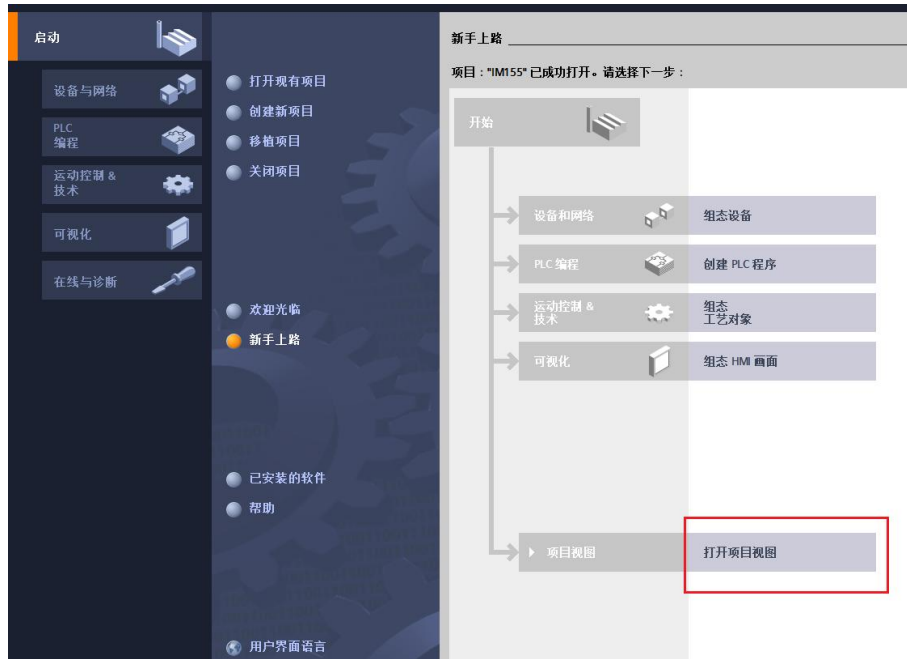 启动
设备与网络
PLC
编程
运动控制 &
技术
可视化
在线与诊断
打开现有项目
创建新项目
移植项目
关闭项目
欢迎光临
新手上路
已安装的软件
帮助
用户界面语言
新手上路
项目："IM155" 已成功打开。请选择下一步：
开始
设备和网络
组态设备
PLC 编程
创建 PLC 程序
运动控制 &
技术
组态
工艺对象
可视化
组态 HMI 画面
项目视图
打开项目视图